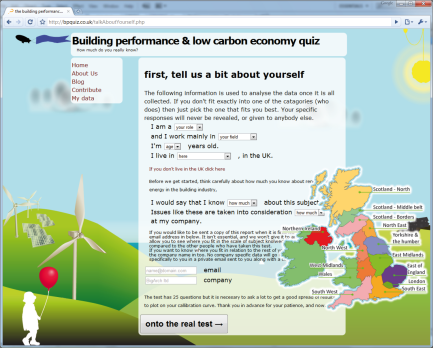 the building performanc...
http://bpquiz.co.uk/talkAboutYourself.php
Building performance & low carbon economy quiz
How much do you really know?
Home
About Us
Blog
Contribute
My data
first, tell us a bit about yourself
The following information is used to analyse the data once it is all
collected. If you don't fit exactly into one of the catagories (who
does) then just pick the one that fits you best. Your specific
responses will never be revealed, or given to anybody else.
I am a your role
and I work mainly in your field
I'm age years old.
I live in here , in the UK.
If you don't live in the UK click here
Before we get started, think carefully about how much you know about
energy in the building industry,
I would say that I know how much about this subject
Issues like these are taken into consideration how much
at my company.
If you would like to be sent a copy of this report when it is
email address in below. It isn't essential, and you won't give it
allow you to see where you fit in the scale of subject
compared to the other people who have taken this test.
If you want to know where you fit in relation to the rest of
the company name in too. No company specific data will
specifically to you in a private email sent to you along with
name@domain.com email
company
The test has 25 questions but it is necessary to ask a lot to get a good spread of
to plot on your calibration curve. Thank you in advance for your patience, and now
onto the real test →
Scotland - North
Scotland - Middle belt
Scotland - Borders
North East
Yorkshire &
the humber
Northern Ireland
North West
East Midlands
West Midlands
East of
England
Wales
London
South East
South West